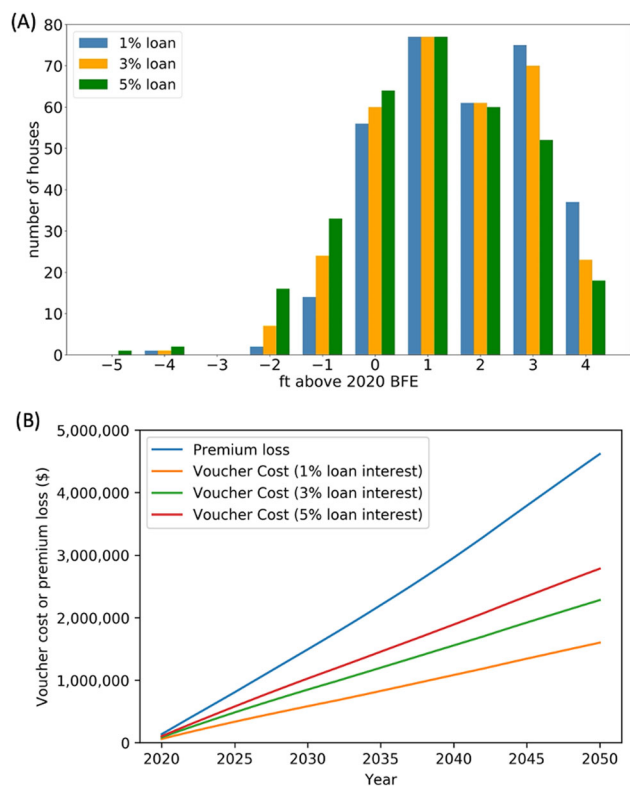 (A)
80
70
60
50
40
30
20
10
0
number of houses
1% loan
3% loan
5% loan
−5 −4 −3 −2 −1 0 1 2 3 4
ft above 2020 BFE
(B)
5,000,000
4,000,000
3,000,000
2,000,000
1,000,000
0
Voucher cost or premium loss ($)
Premium loss
Voucher Cost (1% loan interest)
Voucher Cost (3% loan interest)
Voucher Cost (5% loan interest)
2020 2025 2030 2035 2040 2045 2050
Year